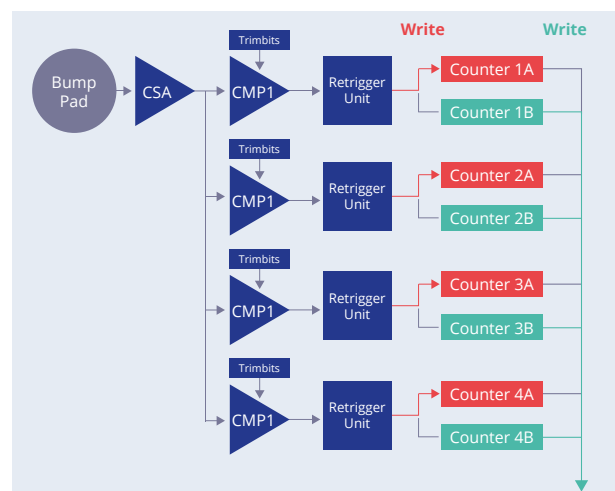 Write
Write
Trimbits
Bump
Pad
CSA
CMP1
Retrigger
Unit
Counter 1A
Counter 1B
Trimbits
CMP1
Retrigger
Unit
Counter 2A
Counter 2B
Trimbits
CMP1
Retrigger
Unit
Counter 3A
Counter 3B
Trimbits
CMP1
Retrigger
Unit
Counter 4A
Counter 4B